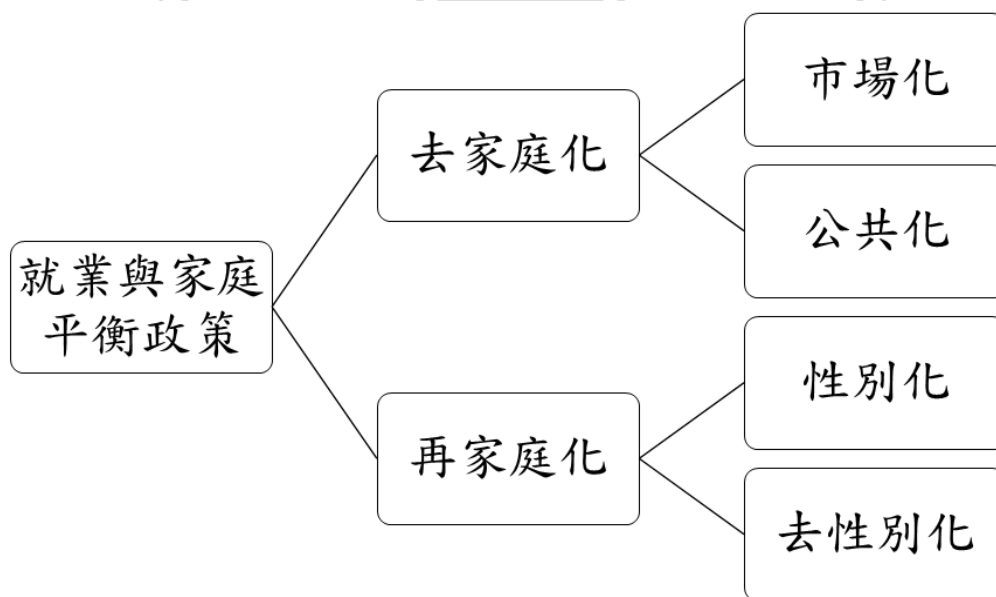 市場化
去家庭化
公共化
就業與家庭
平衡政策
性別化
再家庭化
去性別化